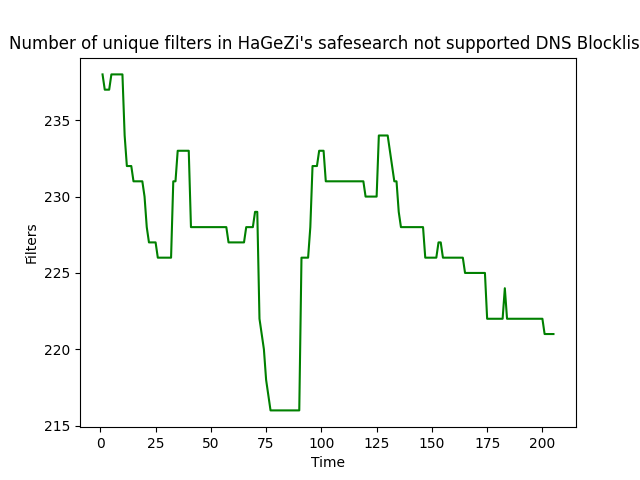 Number of unique filters in HaGeZi's safesearch not supported DNS Blocklis
235
230
225
220
215
Filters
0 25 50 75 100 125 150 175 200
Time